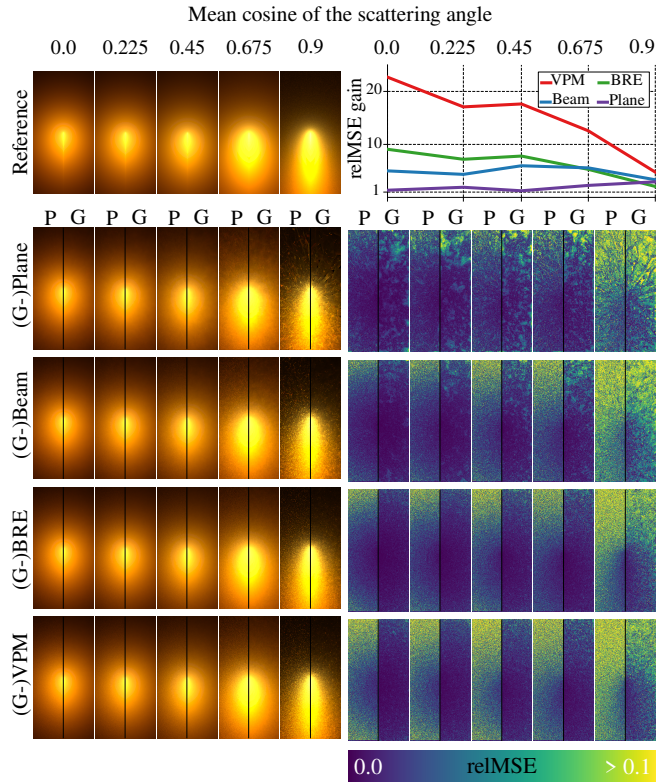 Mean cosine of the scattering angle
0.0 0.225 0.45 0.675 0.9 0.0 0.225 0.45 0.675 0.9
Reference
relMSE gain
20
10
1
VPM BRE
Beam Plane
P G P G P G P G P G P G P G P G P G P G
(G-)Plane
(G-)Beam
(G-)BRE
(G-)VPM
0.0 relMSE > 0.1